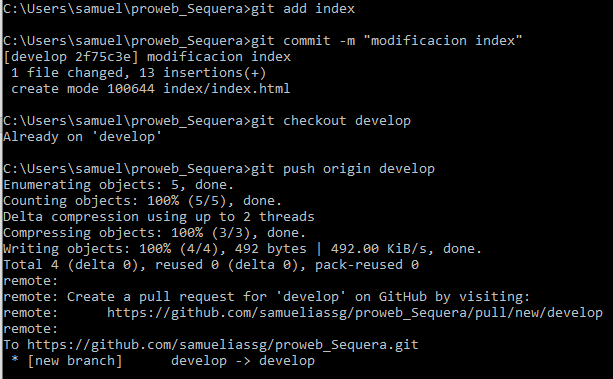 C:\Users\samuel\proweb_Sequera>git add index
C:\Users\samuel\proweb_Sequera>git commit -m "modificacion index"
[develop 2f75c3e] modificacion index
 1 file changed, 13 insertions(+)
 create mode 100644 index/index.html
C:\Users\samuel\proweb_Sequera>git checkout develop
Already on 'develop'
C:\Users\samuel\proweb_Sequera>git push origin develop
Enumerating objects: 5, done.
Counting objects: 100% (5/5), done.
Delta compression using up to 2 threads
Compressing objects: 100% (3/3), done.
Writing objects: 100% (4/4), 492 bytes | 492.00 KiB/s, done.
Total 4 (delta 0), reused 0 (delta 0), pack-reused 0
remote:
remote: Create a pull request for 'develop' on GitHub by visiting:
remote:      https://github.com/samueliassg/proweb_Sequera/pull/new/develop
remote:
To https://github.com/samueliassg/proweb_Sequera.git
 * [new branch]      develop -> develop